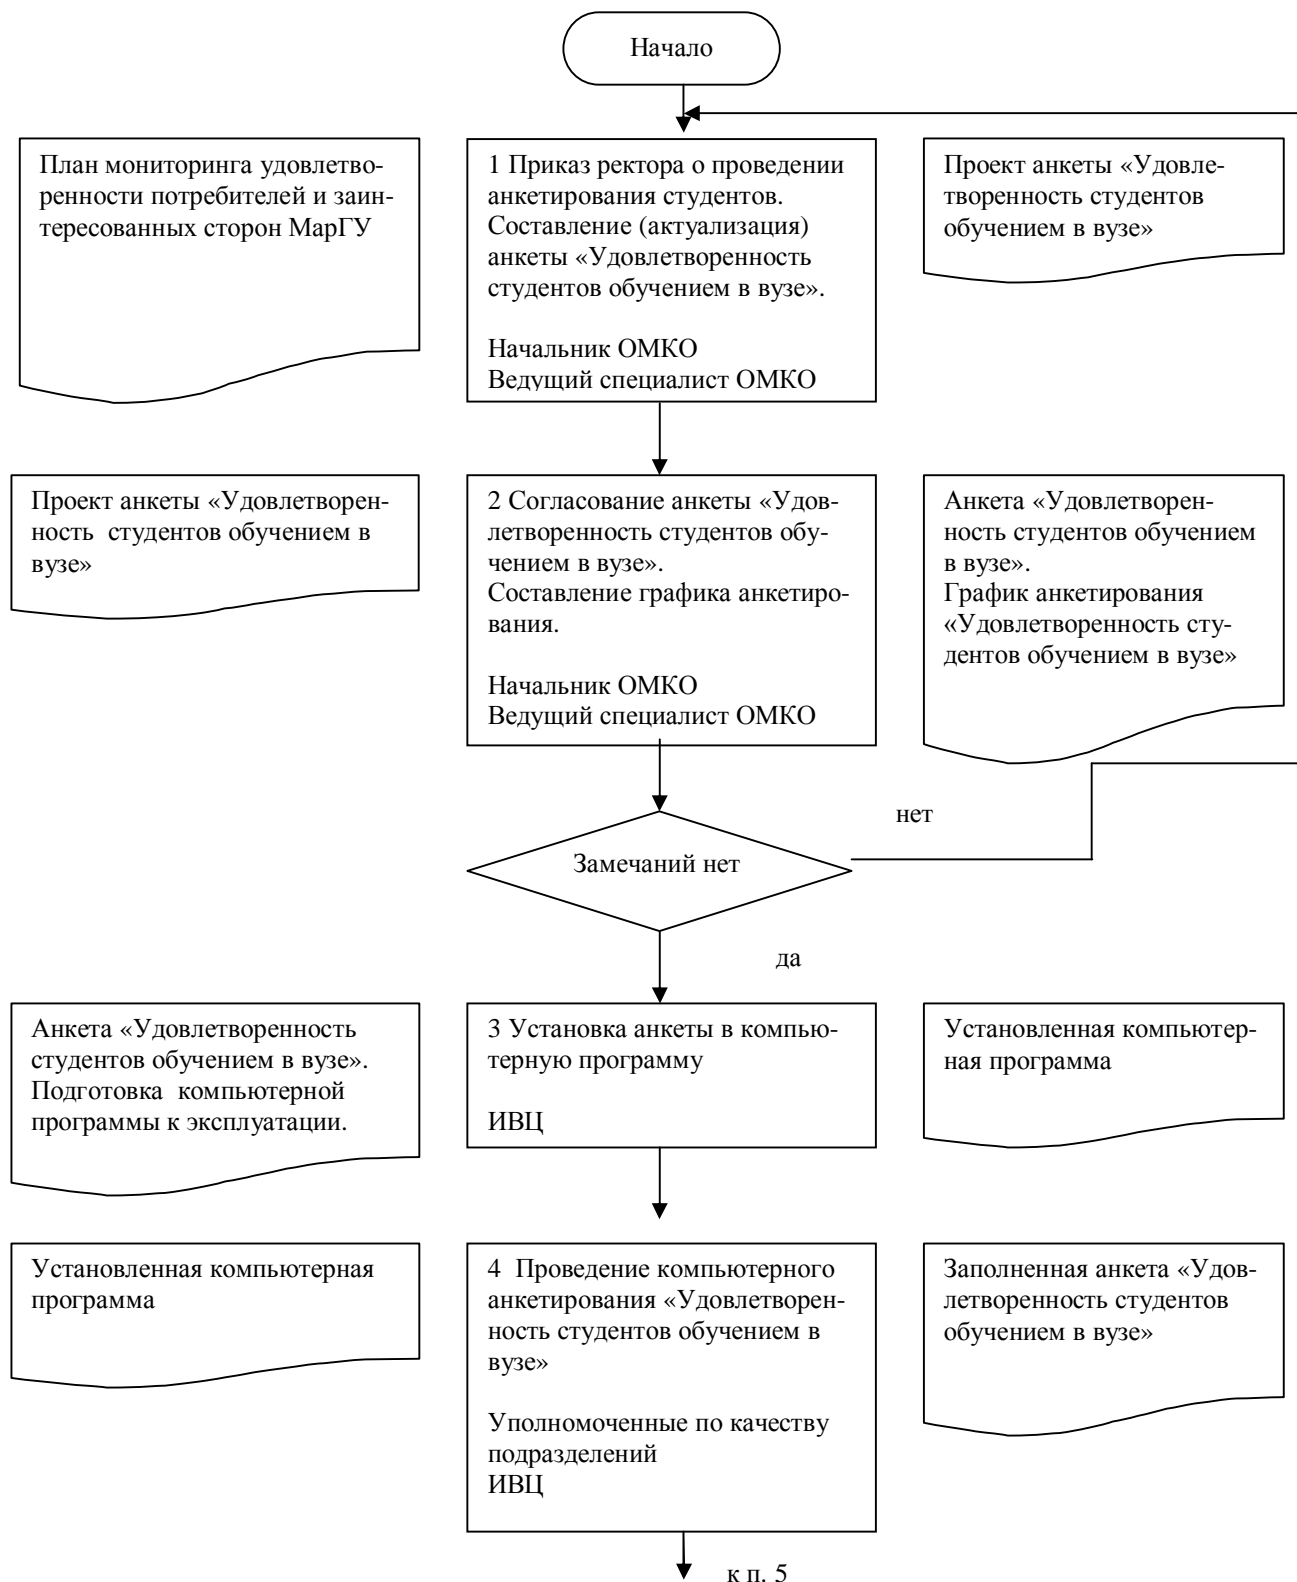 Начало
План мониторинга удовлетво-
ренности потребителей и заин-
тересованных сторон МарГУ
1 Приказ ректора о проведении
анкетирования студентов.
Составление (актуализация)
анкеты «Удовлетворенность
студентов обучением в вузе».
Начальник ОМКО
Ведущий специалист ОМКО
Проект анкеты «Удовле-
творенность студентов
обучением в вузе»
Проект анкеты «Удовлетворен-
ность студентов обучением в
вузе»
2 Согласование анкеты «Удов-
летворенность студентов обу-
чением в вузе».
Составление графика анкетиро-
вания.
Начальник ОМКО
Ведущий специалист ОМКО
Анкета «Удовлетворен-
ность студентов обучением
в вузе».
График анкетирования
«Удовлетворенность сту-
дентов обучением в вузе»
нет
Замечаний нет
да
Анкета «Удовлетворенность
студентов обучением в вузе».
Подготовка компьютерной
программы к эксплуатации.
3 Установка анкеты в компью-
терную программу
ИВЦ
Установленная компьютер-
ная программа
Установленная компьютерная
программа
4 Проведение компьютерного
анкетирования «Удовлетворен-
ность студентов обучением в
вузе»
Уполномоченные по качеству
подразделений
ИВЦ
Заполненная анкета «Удов-
летворенность студентов
обучением в вузе»
к п. 5